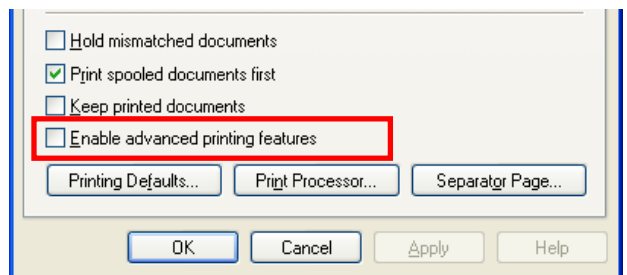 Hold mismatched documents
Print spooled documents first
Keep printed documents
Enable advanced printing features
Printing Defaults... Print Processor... Separator Page...
OK Cancel Apply Help